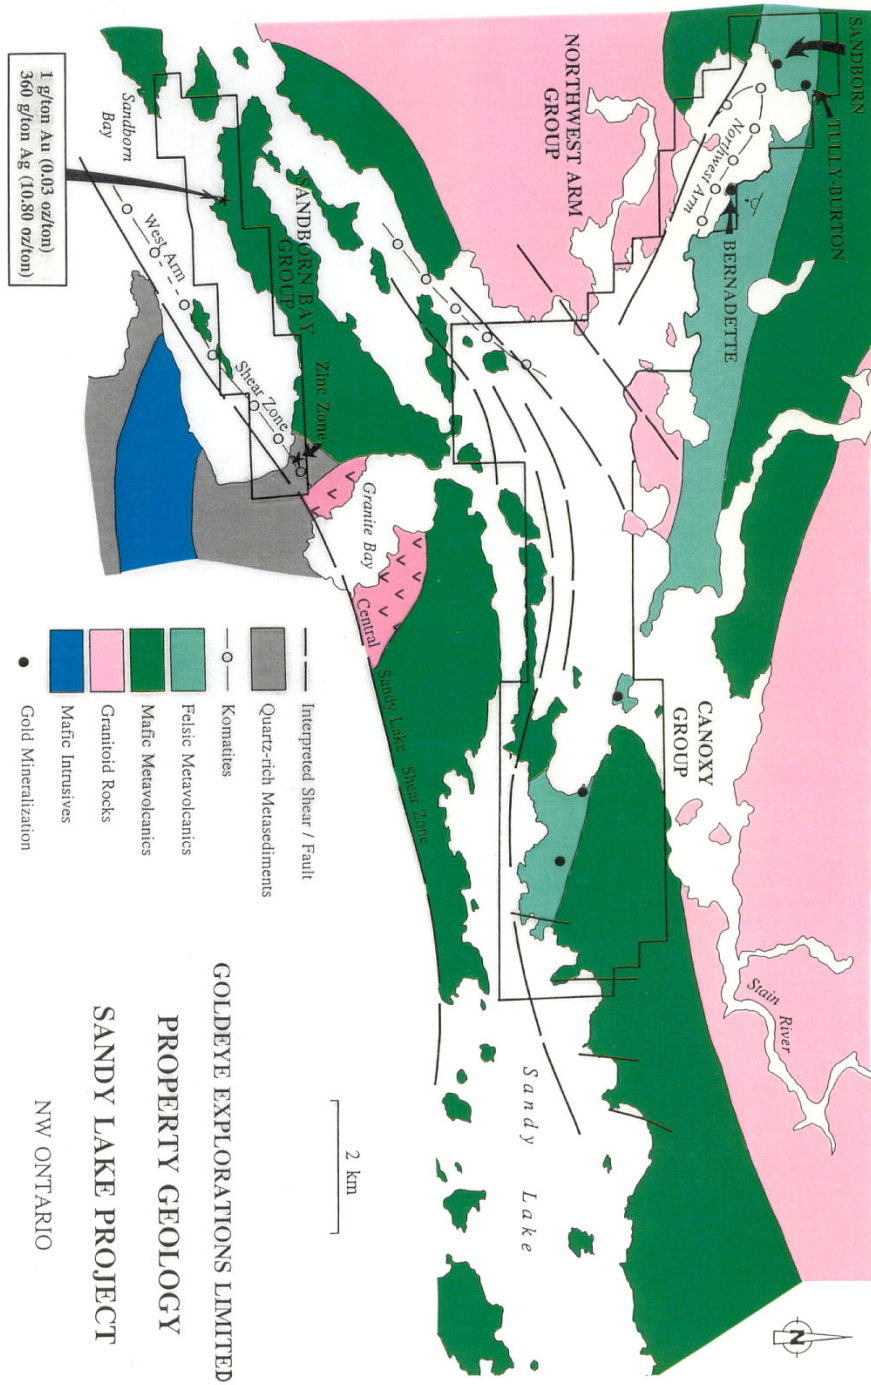 SANDBORN
TULLY-BURTON
Northwest Arm
BERNADETTE
NORTHWEST ARM
GROUP
CANOXY
GROUP
Stain
River
N
Sandborn
Bay
SANDBORN BAY
GROUP
West Arm
Shear Zone
Zinc Zone
Granite Bay
Central Sandy Lake Shear Zone
Sandy Lake
1 g/ton Au (0.03 oz/ton)
360 g/ton Ag (10.80 oz/ton)
Interpreted Shear / Fault
Quartz-rich Metasediments
Komatites
Felsic Metavolcanics
Mafic Metavolcanics
Granitoid Rocks
Mafic Intrusives
Gold Mineralization
2 km
GOLDEYE EXPLORATIONS LIMITED
PROPERTY GEOLOGY
SANDY LAKE PROJECT
NW ONTARIO